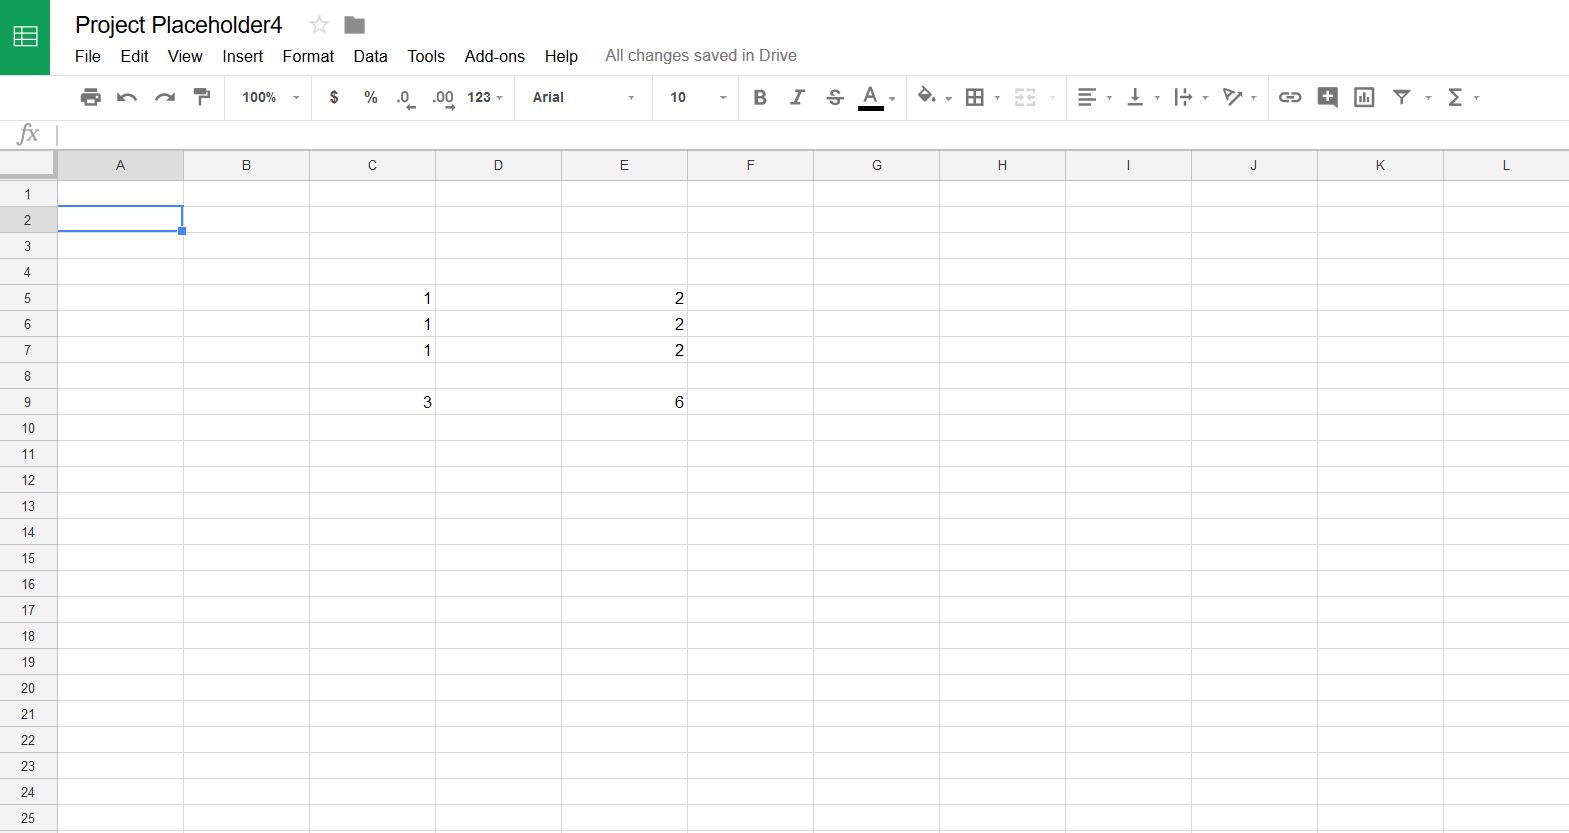 Project Placeholder4
File Edit View Insert Format Data Tools Add-ons Help All changes saved in Drive
100% $ % .0 .00 123 Arial 10 B I S A Σ
fx
A B C D E F G H I J K L
1
2
3
4
5 1 2
6 1 2
7 1 2
8
9 3 6
10
11
12
13
14
15
16
17
18
19
20
21
22
23
24
25